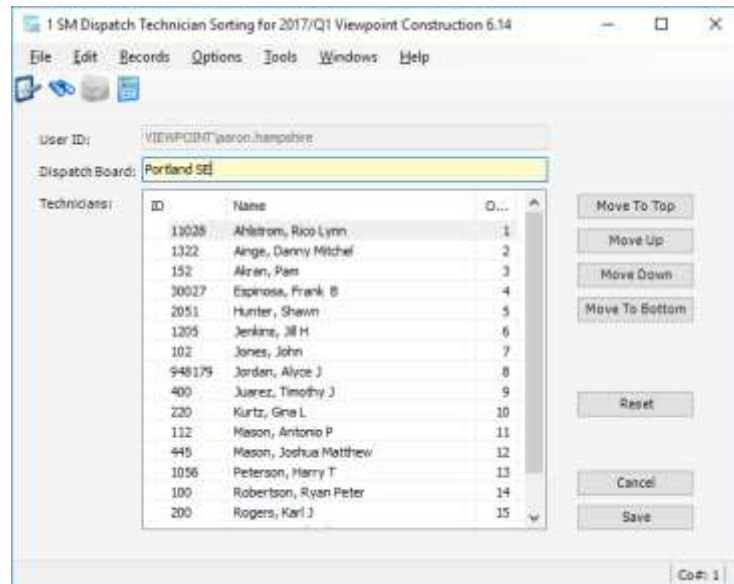 1 SM Dispatch Technician Sorting for 2017/Q1 Viewpoint Construction 6.14
File Edit Records Options Tools Windows Help
User ID: VIEWPOINT\aaron.hampshire
Dispatch Board: Portland SE
Technicians:
ID Name O...
11028 Ahlstrom, Rico Lynn 1
1322 Ainge, Danny Mitchel 2
152 Akran, Pam 3
30027 Espinosa, Frank B 4
2051 Hunter, Shawn 5
1205 Jenkins, Jill H 6
102 Jones, John 7
948179 Jordan, Alyce J 8
400 Juarez, Timothy J 9
220 Kurtz, Gina L 10
112 Mason, Antonio P 11
445 Mason, Joshua Matthew 12
1056 Peterson, Harry T 13
100 Robertson, Ryan Peter 14
200 Rogers, Karl J 15
Move To Top
Move Up
Move Down
Move To Bottom
Reset
Cancel
Save
Co#: 1